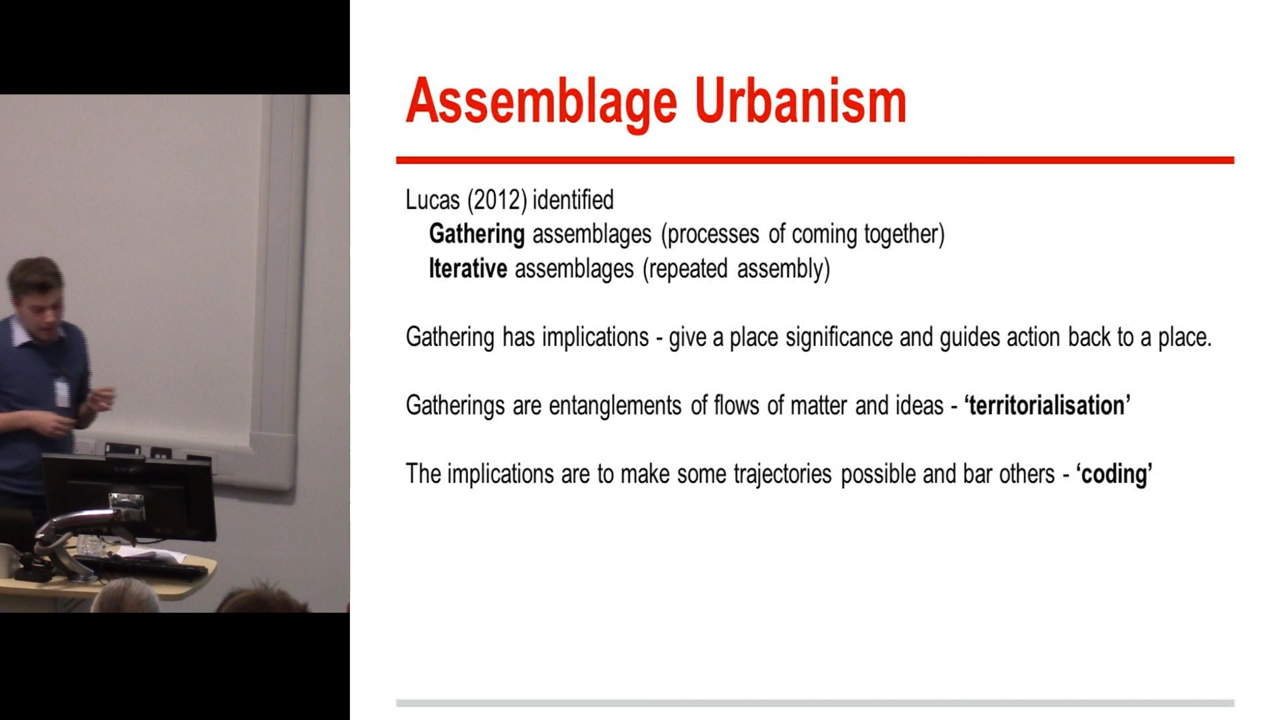 Assemblage Urbanism
Lucas (2012) identified
Gathering assemblages (processes of coming together)
Iterative assemblages (repeated assembly)
Gathering has implications - give a place significance and guides action back to a place.
Gatherings are entanglements of flows of matter and ideas - ‘territorialisation’
The implications are to make some trajectories possible and bar others - ‘coding’